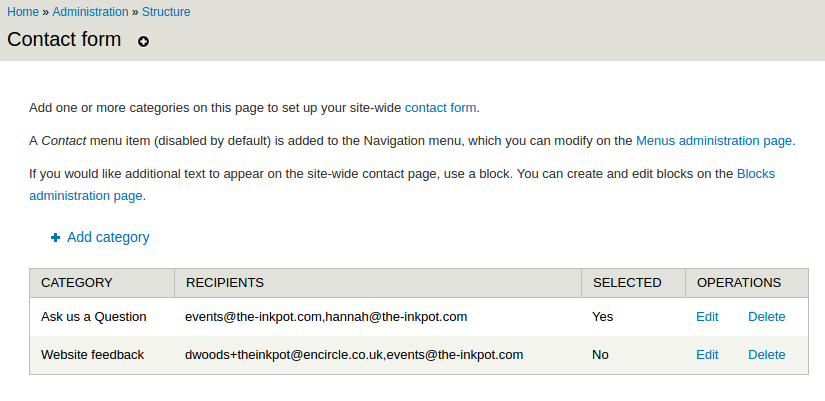 Home » Administration » Structure
Contact form
Add one or more categories on this page to set up your site-wide contact form.
A Contact menu item (disabled by default) is added to the Navigation menu, which you can modify on the Menus administration page.
If you would like additional text to appear on the site-wide contact page, use a block. You can create and edit blocks on the Blocks
administration page.
Add category
CATEGORY RECIPIENTS SELECTED OPERATIONS
Ask us a Question events@the-inkpot.com,hannah@the-inkpot.com Yes Edit Delete
Website feedback dwoods+theinkpot@encircle.co.uk,events@the-inkpot.com No Edit Delete